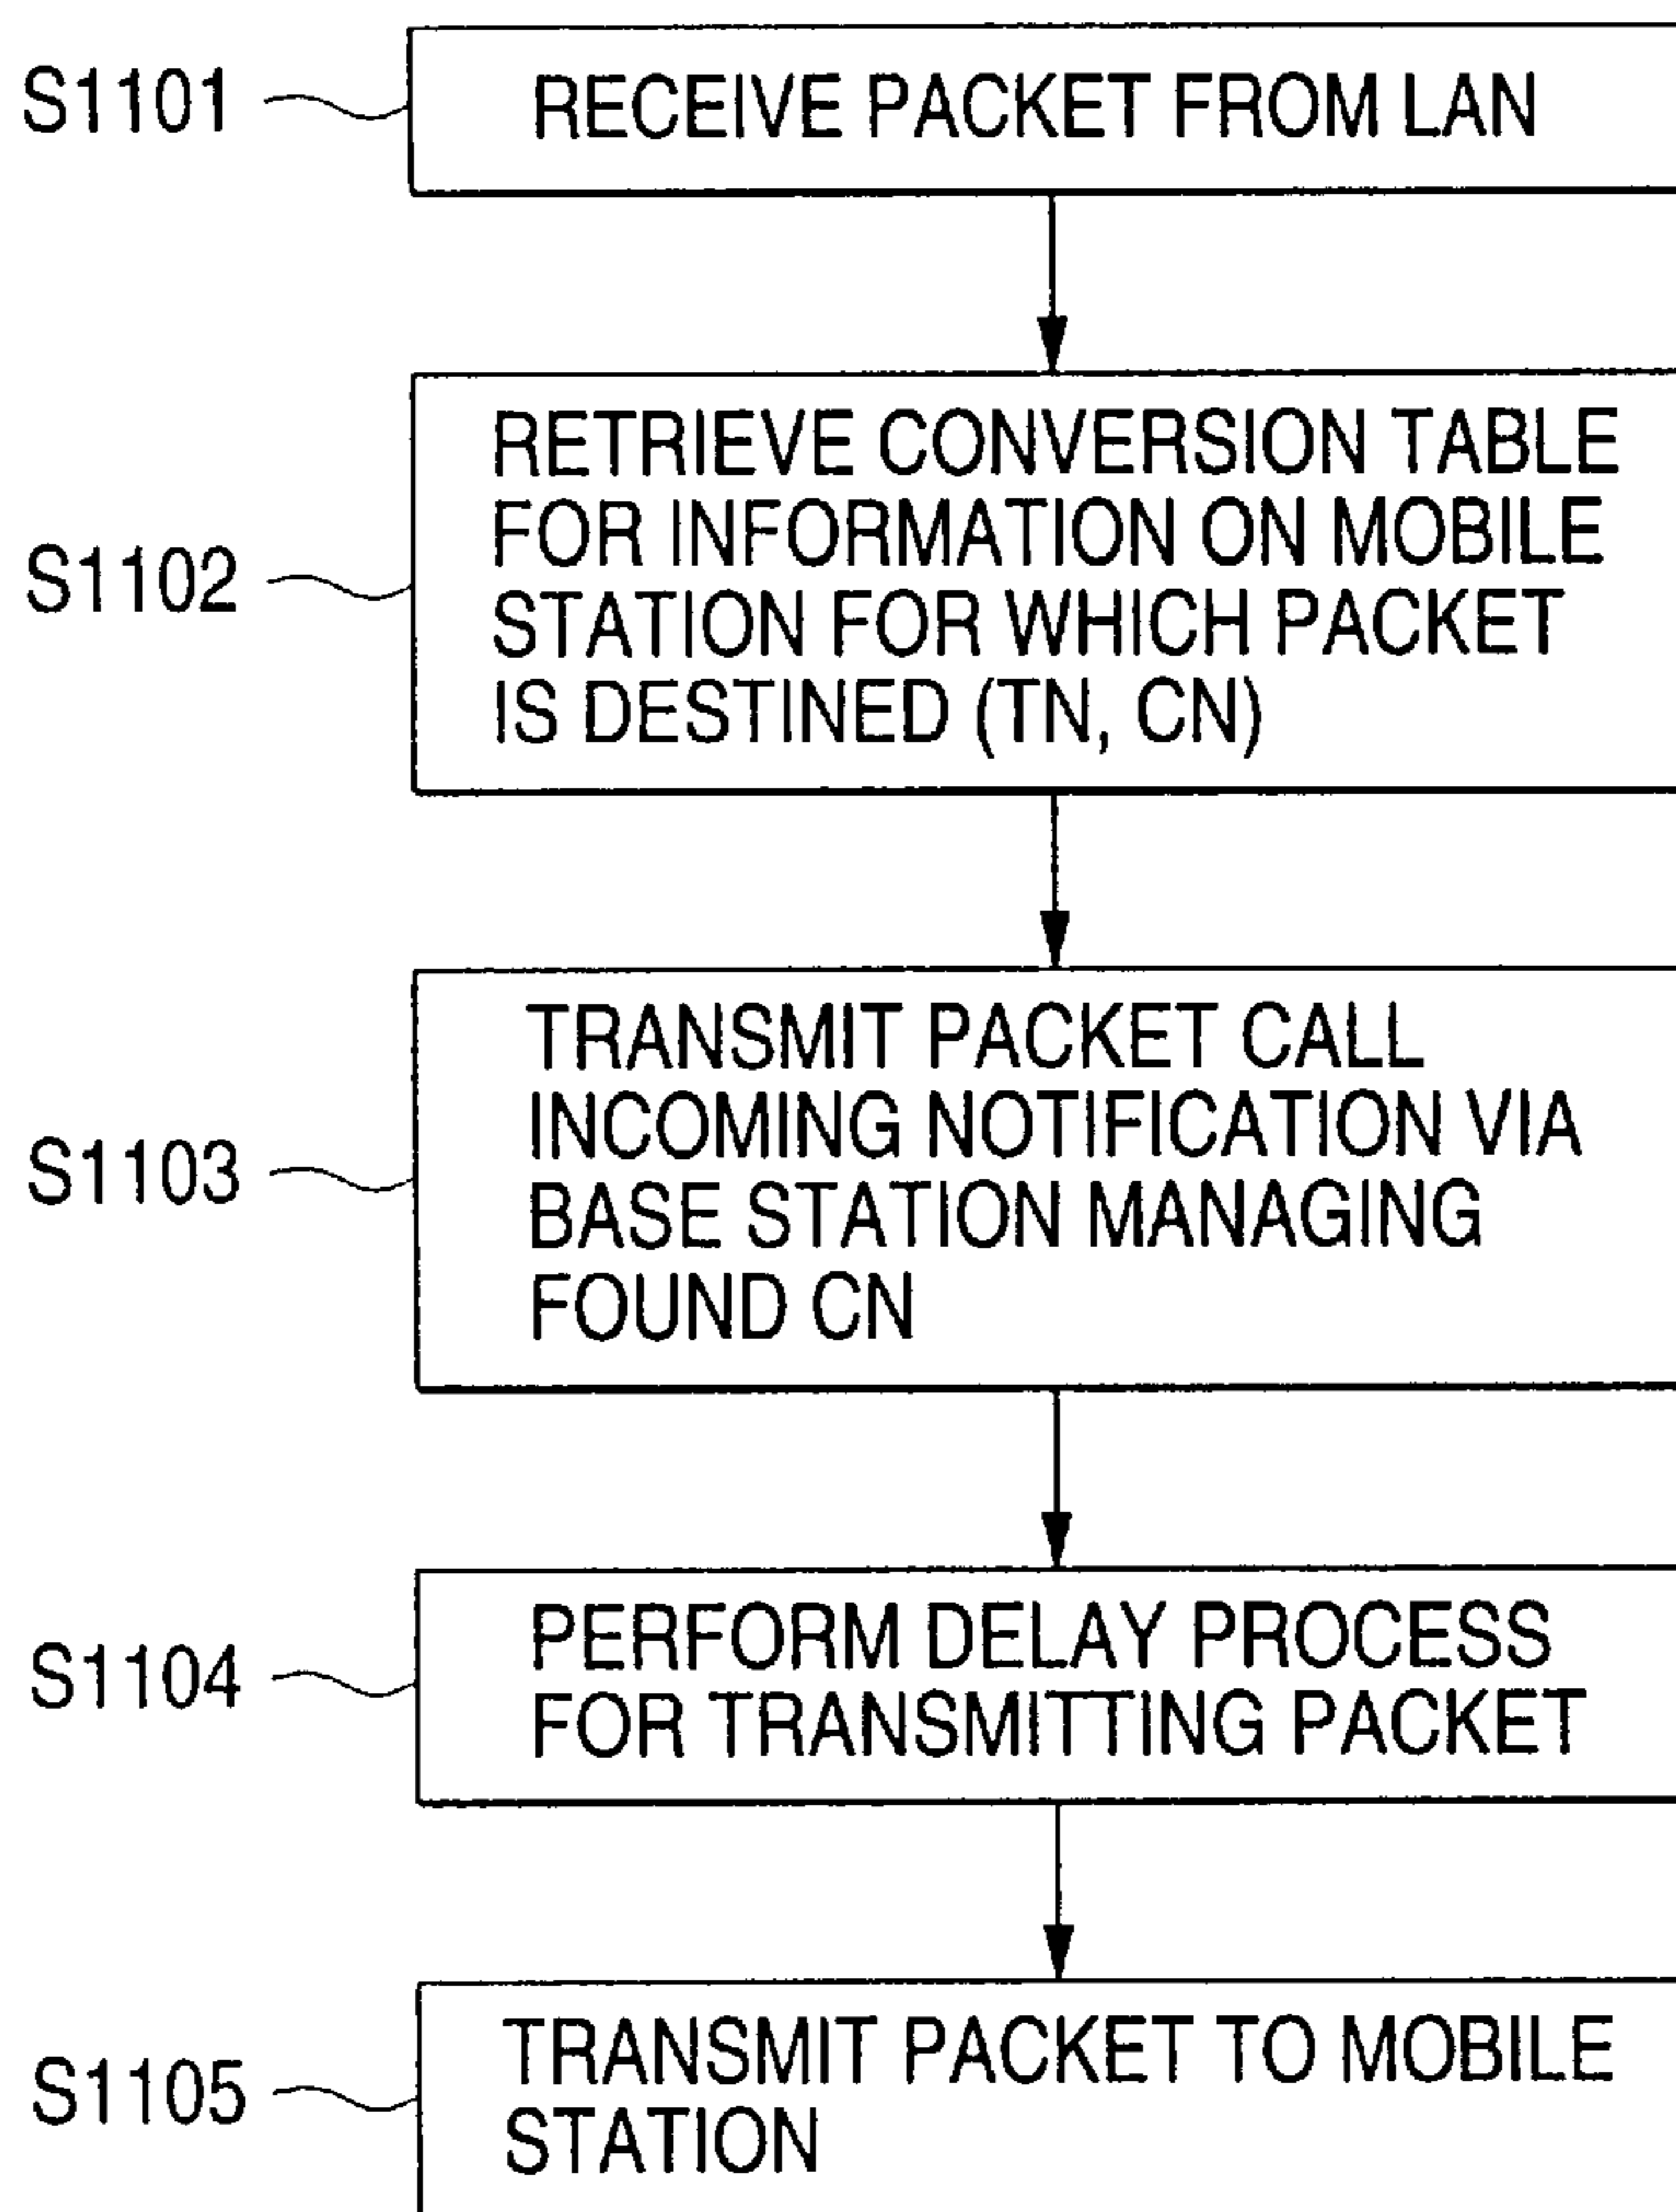 S1101
RECEIVE PACKET FROM LAN
S1102
RETRIEVE CONVERSION TABLE
FOR INFORMATION ON MOBILE
STATION FOR WHICH PACKET
IS DESTINED (TN, CN)
S1103
TRANSMIT PACKET CALL
INCOMING NOTIFICATION VIA
BASE STATION MANAGING
FOUND CN
S1104
PERFORM DELAY PROCESS
FOR TRANSMITTING PACKET
S1105
TRANSMIT PACKET TO MOBILE
STATION